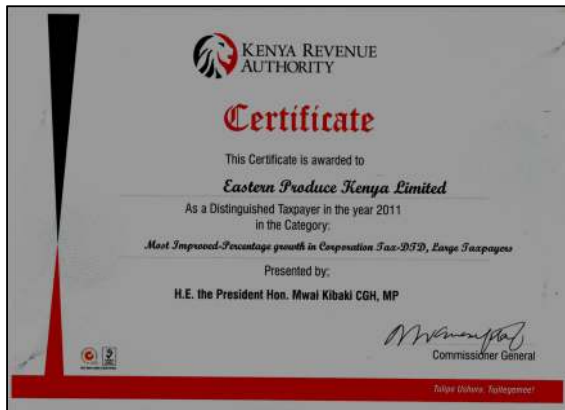 KENYA REVENUE
AUTHORITY
Certificate
This Certificate is awarded to
Eastern Produce Kenya Limited
As a Distinguished Taxpayer in the year 2011
in the Category:
Most Improved-Percentage growth in Corporation Tax-DTD, Large Taxpayers
Presented by:
H.E. the President Hon. Mwai Kibaki CGH, MP
Commissioner General
Tulipe Ushuru, Tujitegemee!